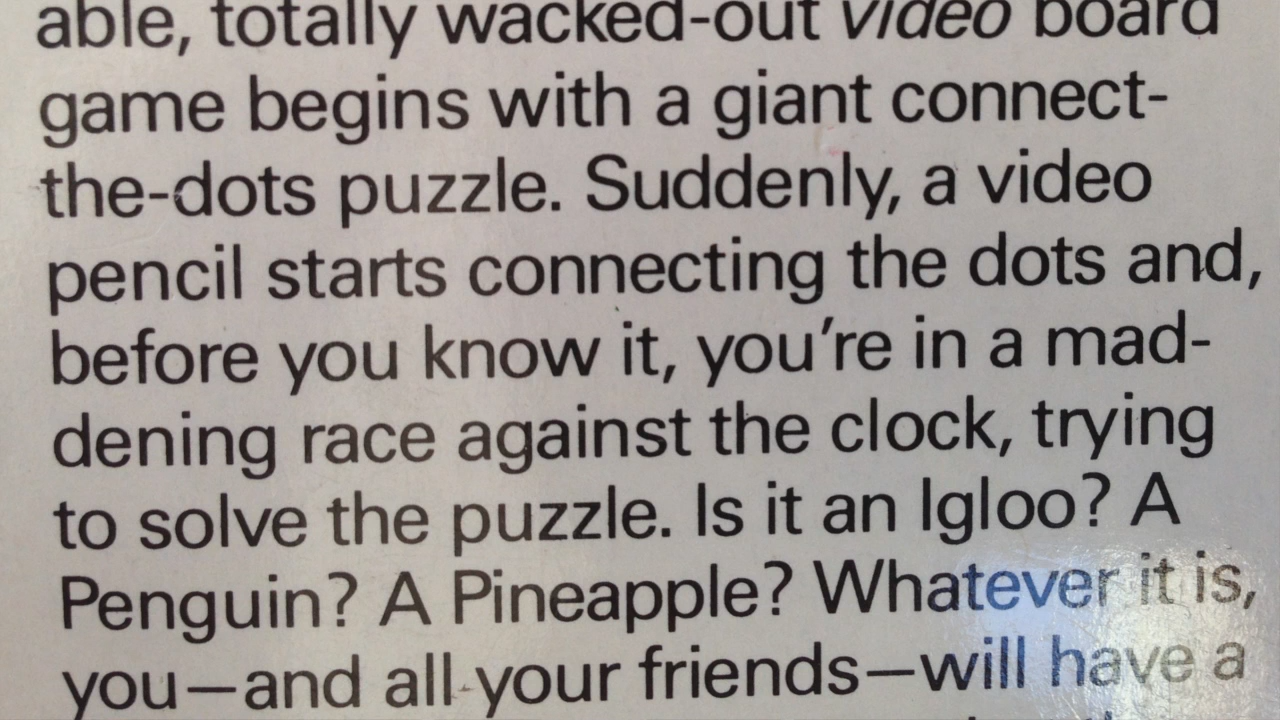 able, totally wacked-out video board
game begins with a giant connect-
the-dots puzzle. Suddenly, a video
pencil starts connecting the dots and,
before you know it, you're in a mad-
dening race against the clock, trying
to solve the puzzle. Is it an Igloo? A
Penguin? A Pineapple? Whatever it is,
you—and all your friends—will have a